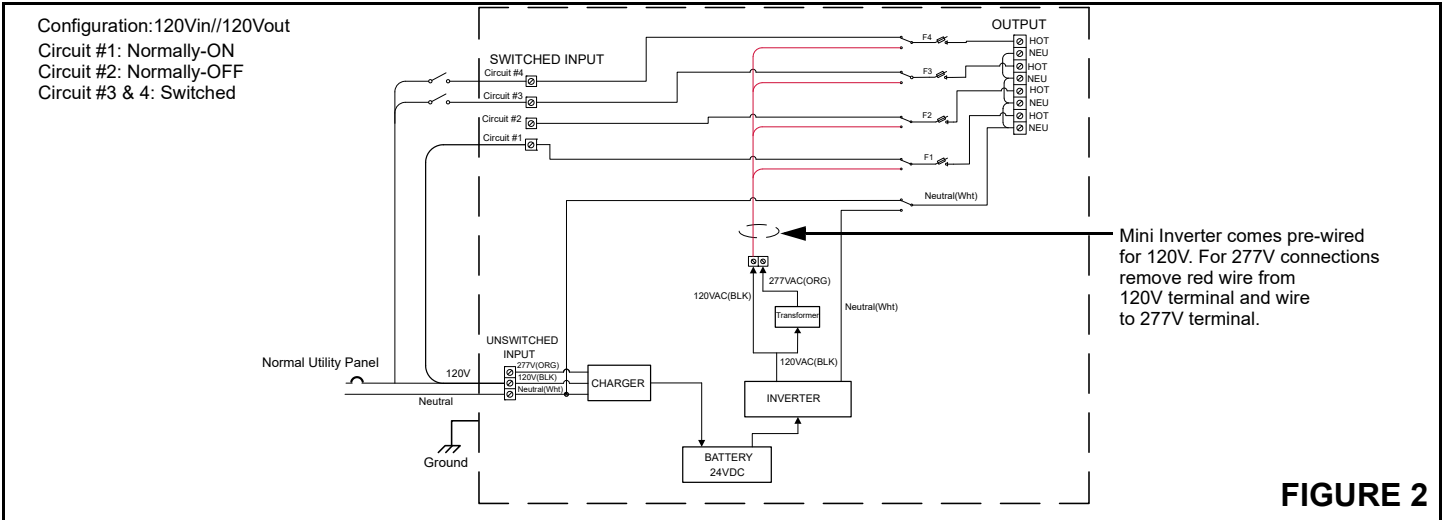 Configuration:120Vin//120Vout
Circuit #1: Normally-ON
Circuit #2: Normally-OFF
Circuit #3 & 4: Switched
SWITCHED INPUT
Circuit #4
Circuit #3
Circuit #2
Circuit #1
OUTPUT
HOT
NEU
HOT
NEU
HOT
NEU
HOT
NEU
F4
F3
F2
F1
Neutral(Wht)
Mini Inverter comes pre-wired
for 120V. For 277V connections
remove red wire from
120V terminal and wire
to 277V terminal.
277VAC(ORG)
120VAC(BLK)
Transformer
Neutral(Wht)
120VAC(BLK)
UNSWITCHED
INPUT
277V(ORG)
120V(BLK)
Neutral(Wht)
Normal Utility Panel
120V
Neutral
CHARGER
INVERTER
BATTERY
24VDC
Ground
FIGURE 2